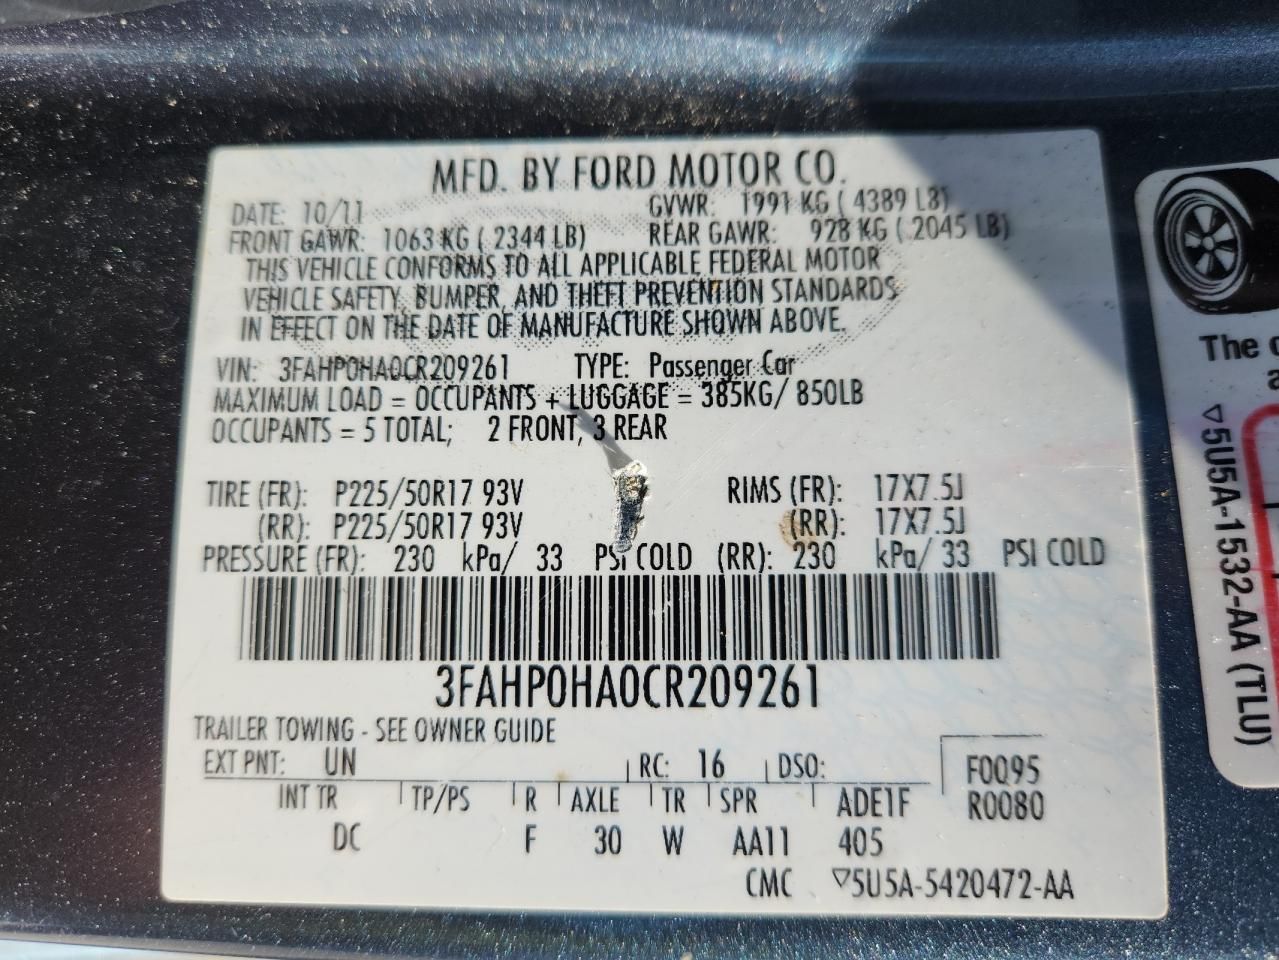 MFD. BY FORD MOTOR CO.
DATE: 10/11 GVWR: 1991 KG ( 4389 LB)
FRONT GAWR: 1063 KG ( 2344 LB) REAR GAWR: 928 KG ( 2045 LB)
THIS VEHICLE CONFORMS TO ALL APPLICABLE FEDERAL MOTOR
VEHICLE SAFETY, BUMPER, AND THEFT PREVENTION STANDARDS
IN EFFECT ON THE DATE OF MANUFACTURE SHOWN ABOVE.
VIN: 3FAHP0HA0CR209261 TYPE: Passenger Car
MAXIMUM LOAD = OCCUPANTS + LUGGAGE = 385KG/ 850LB
OCCUPANTS = 5 TOTAL; 2 FRONT, 3 REAR
TIRE (FR): P225/50R17 93V RIMS (FR): 17X7.5J
(RR): P225/50R17 93V (RR): 17X7.5J
PRESSURE (FR): 230 kPa/ 33 PSI COLD (RR): 230 kPa/ 33 PSI COLD
3FAHP0HA0CR209261
TRAILER TOWING - SEE OWNER GUIDE
EXT PNT: UN RC: 16 DSO: F0095
INT TR TP/PS R AXLE TR SPR ADE1F R0080
DC F 30 W AA11 405
CMC ▽5U5A-5420472-AA
The
▽5U5A-1532-AA (TLU)